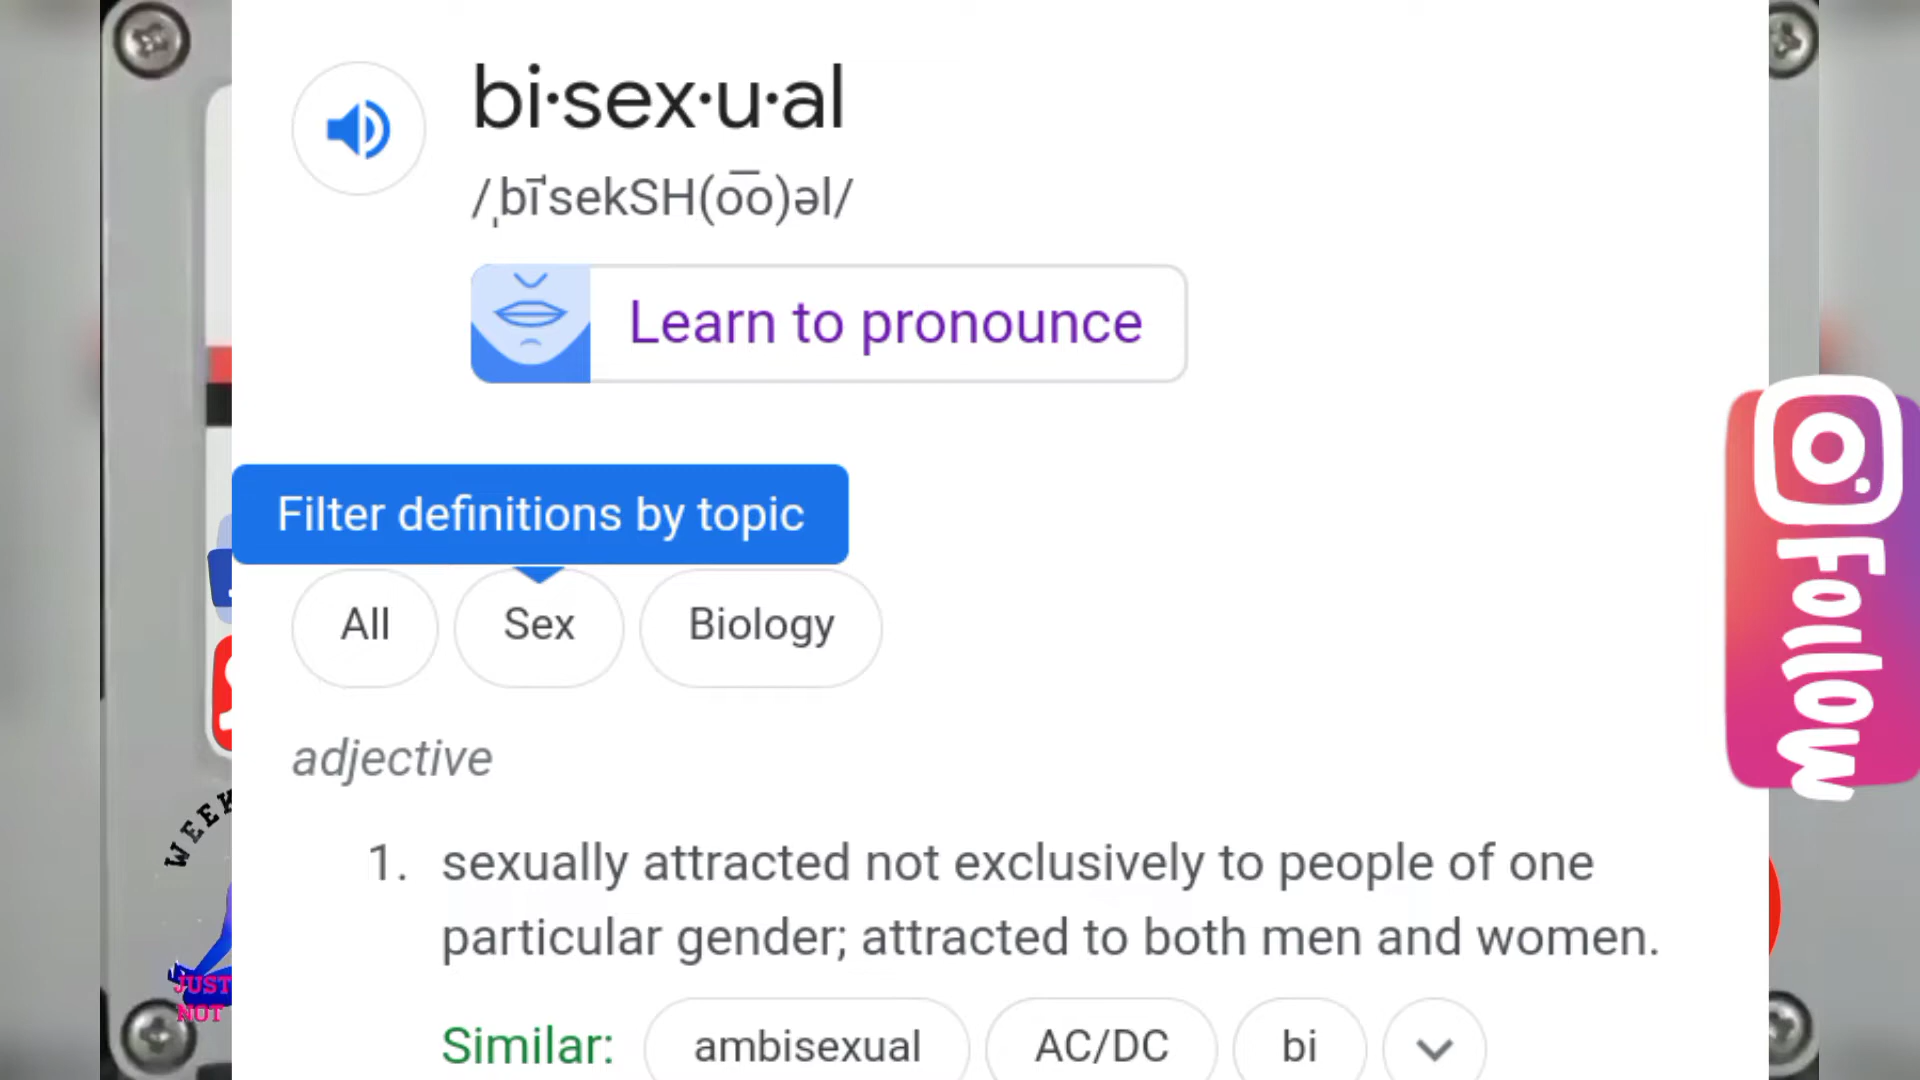 bi·sex·u·al
/ˌbīˈsekSH(o͞o)əl/
Learn to pronounce
Filter definitions by topic
All
Sex
Biology
Follow
adjective
WEEK
1. sexually attracted not exclusively to people of one
particular gender; attracted to both men and women.
JUST
NOT
Similar:
ambisexual
AC/DC
bi